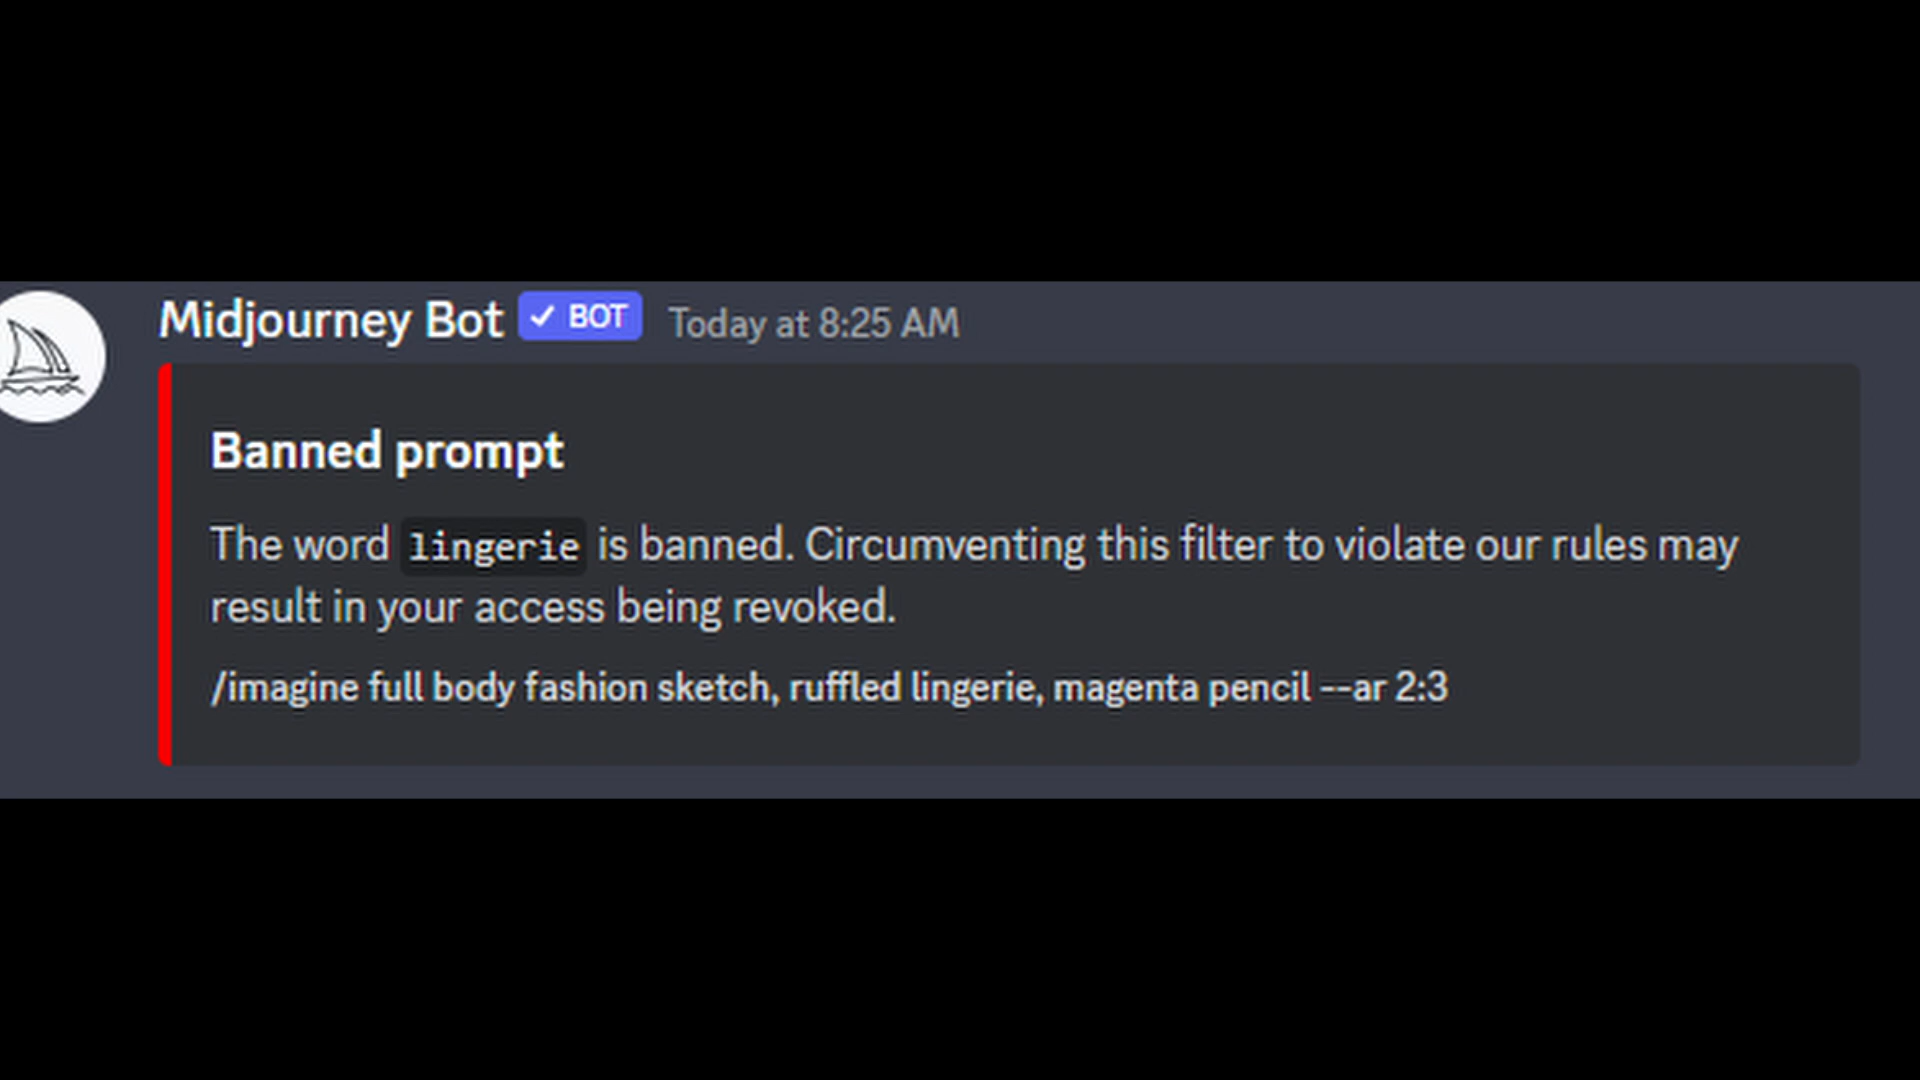 Midjourney Bot ✓ BOT Today at 8:25 AM
Banned prompt
The word lingerie is banned. Circumventing this filter to violate our rules may
result in your access being revoked.
/imagine full body fashion sketch, ruffled lingerie, magenta pencil --ar 2:3